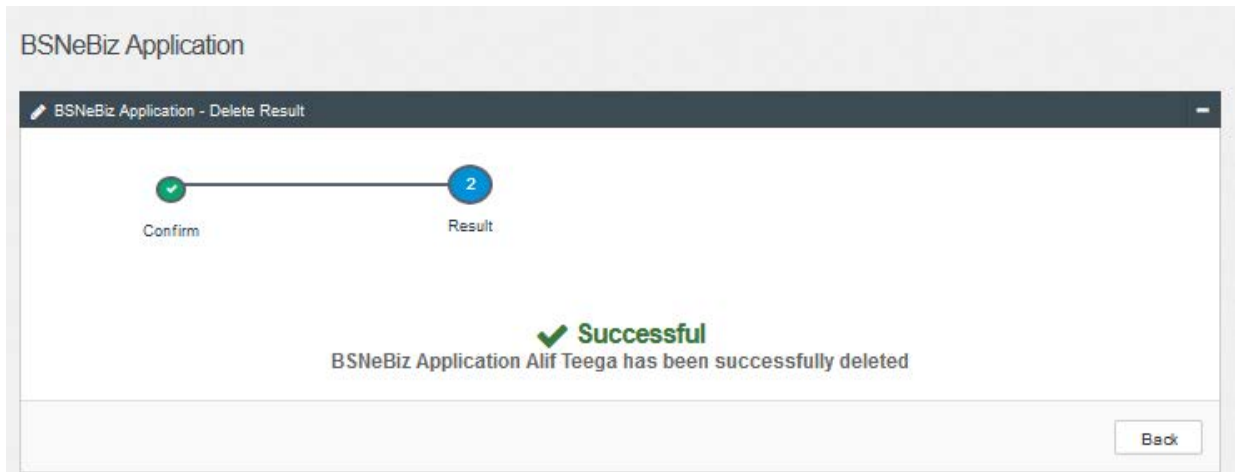 BSNeBiz Application
BSNeBiz Application - Delete Result
2
Confirm
Result
Successful
BSNeBiz Application Alif Teega has been successfully deleted
Back